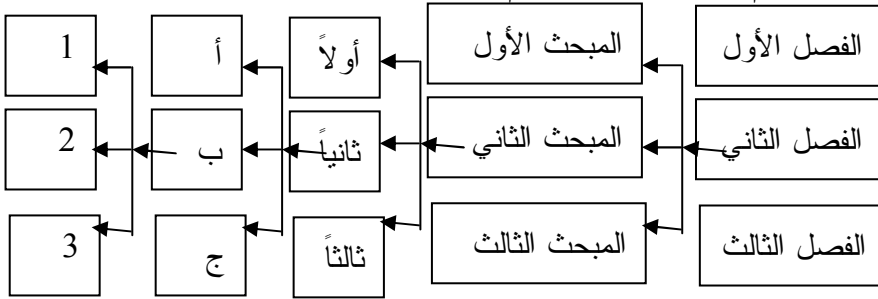 الفصل الأول المبحث الأول أولاً أ 1
الفصل الثاني المبحث الثاني ثانياً ب 2
الفصل الثالث المبحث الثالث ثالثاً ج 3